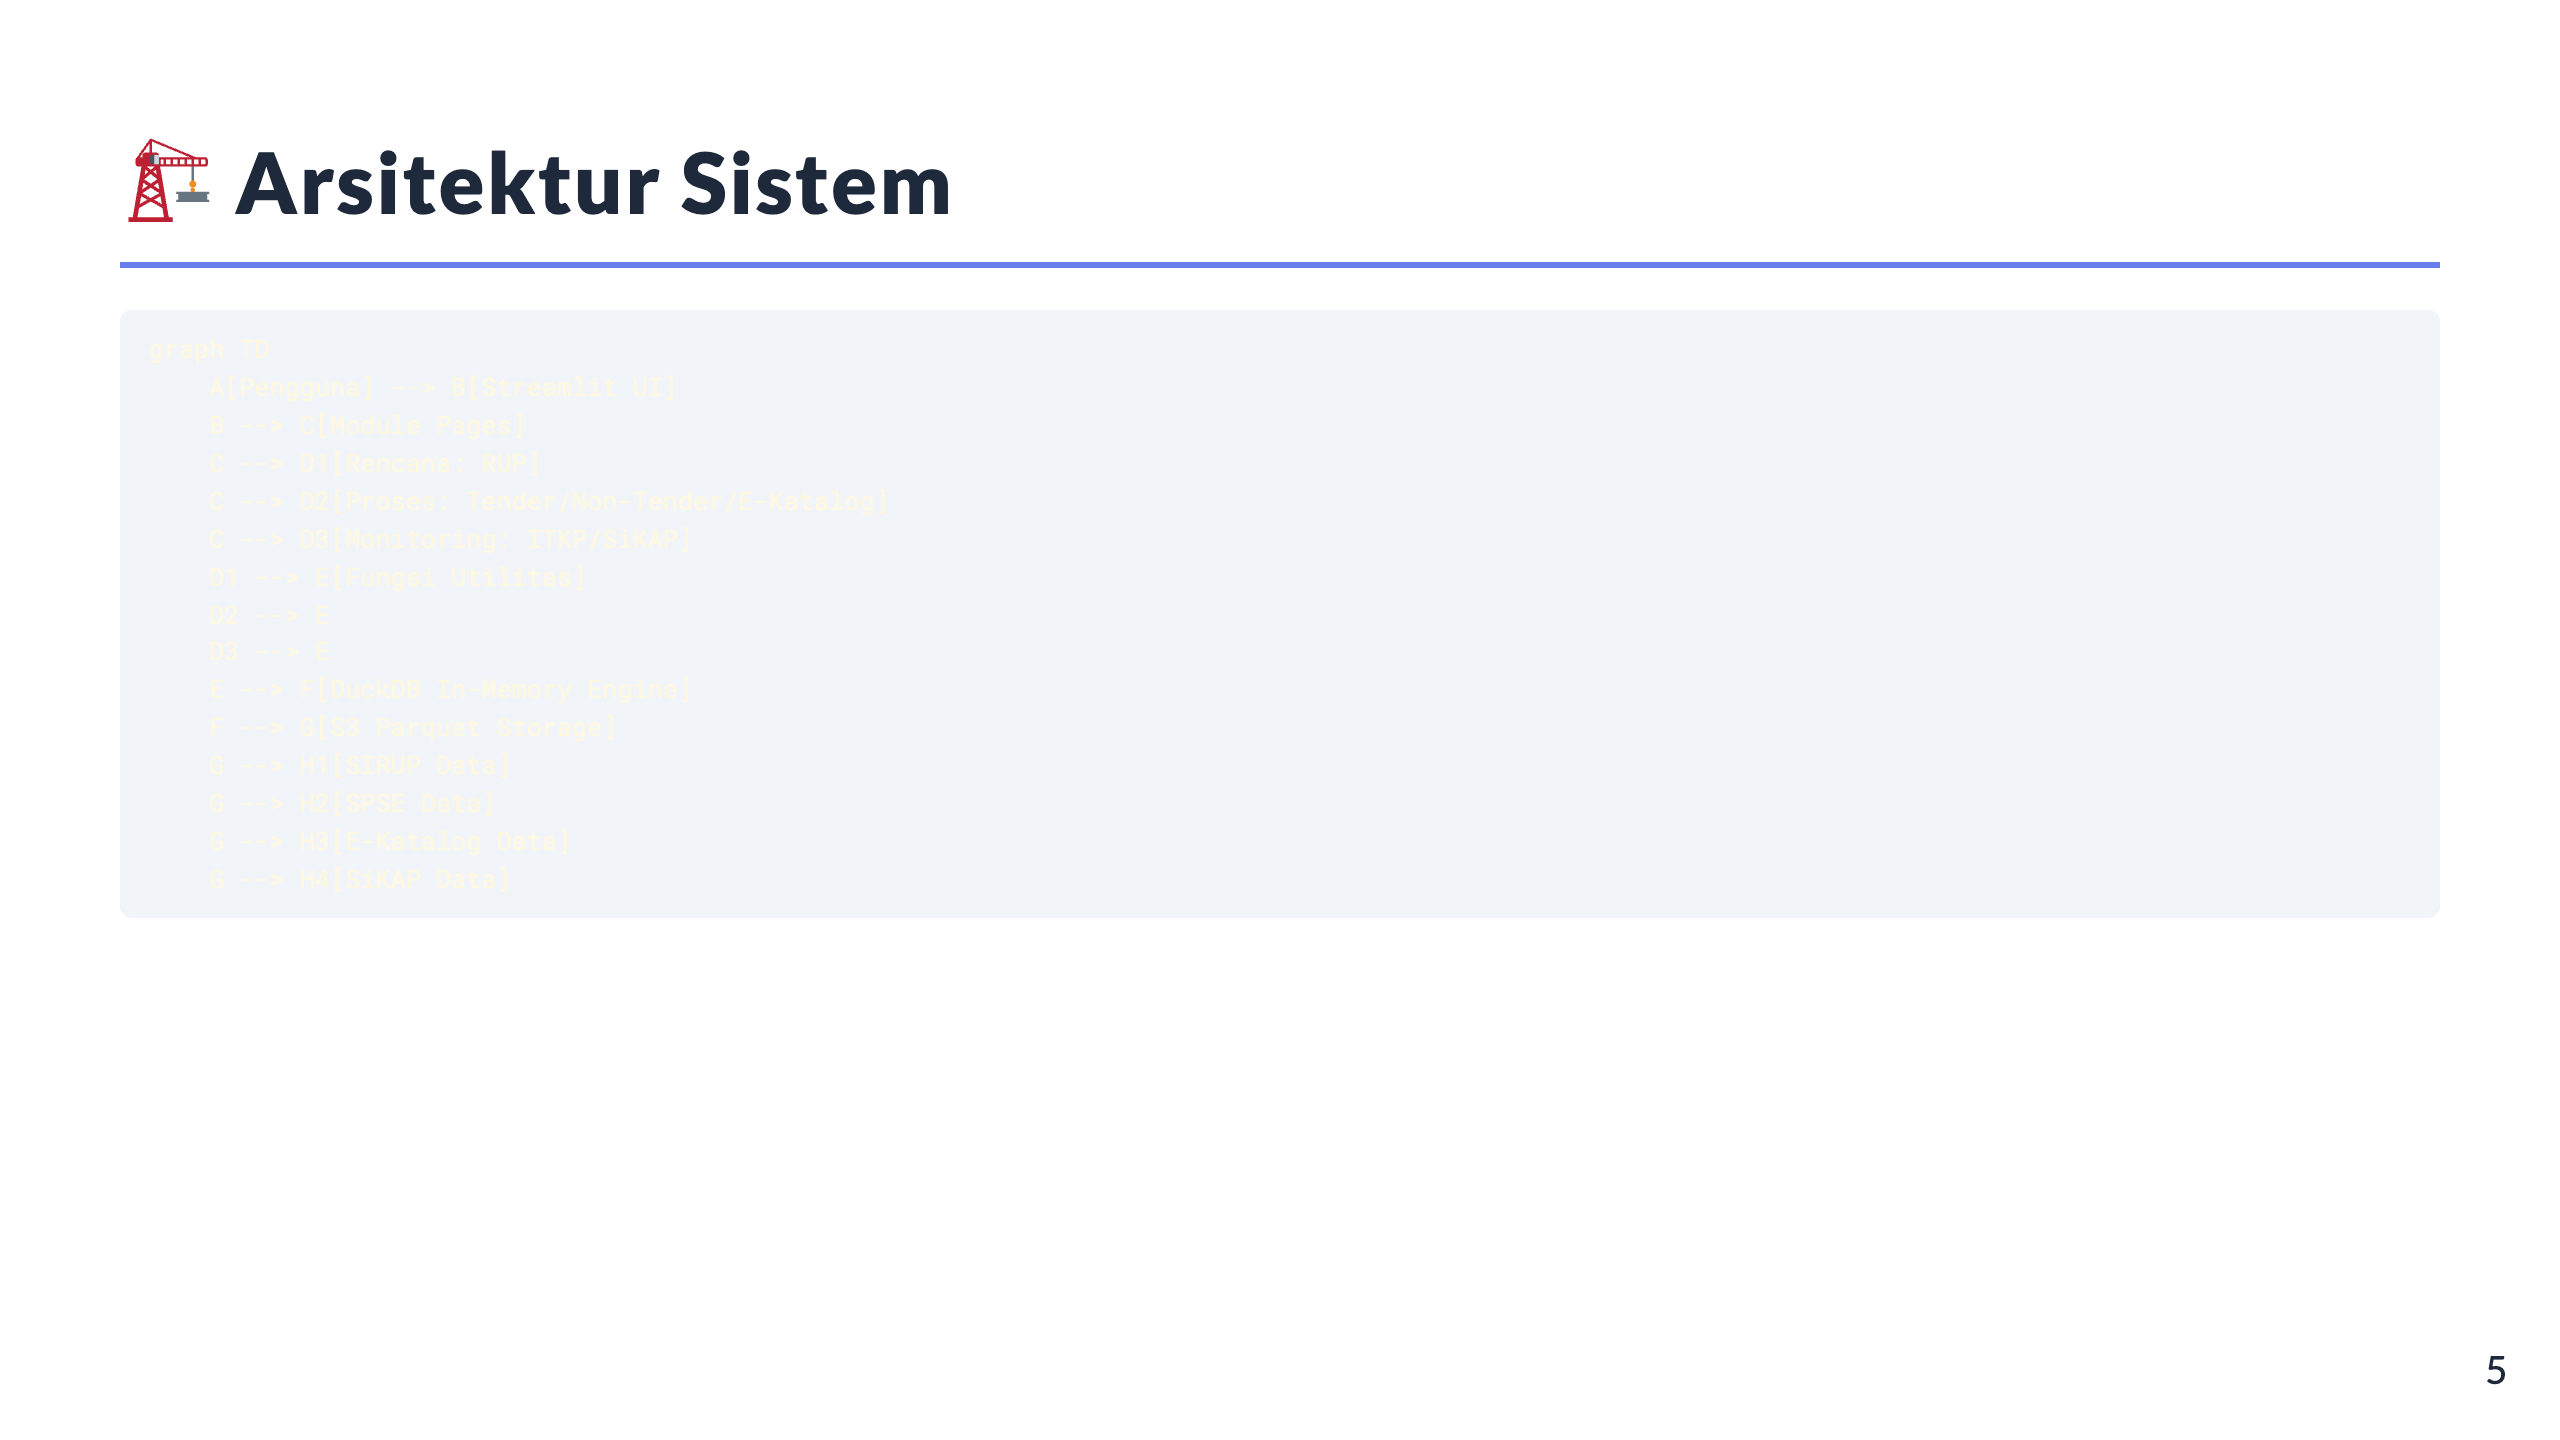 Arsitektur Sistem
graph TD
A[Pengguna] --> B[Streamlit UI]
B --> C[Module Pages]
C --> D1[Rencana: RUP]
C --> D2[Proses: Tender/Non-Tender/E-Katalog]
C --> D3[Monitoring: ITKP/SiKAP]
D1 --> E[Fungsi Utilitas]
D2 --> E
D3 --> E
E --> F[DuckDB In-Memory Engine]
F --> G[S3 Parquet Storage]
G --> H1[SIRUP Data]
G --> H2[SPSE Data]
G --> H3[E-Katalog Data]
G --> H4[SiKAP Data]
5